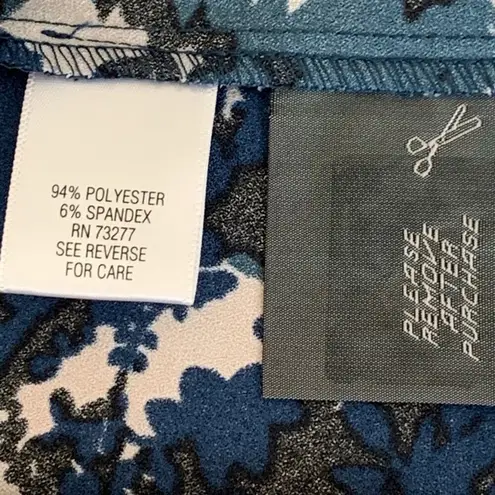 94% POLYESTER
6% SPANDEX
RN 73277
SEE REVERSE
FOR CARE
PLEASE
REMOVE
AFTER
PURCHASE